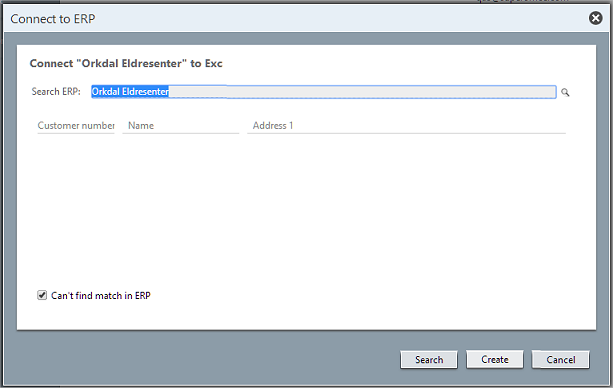 Connect to ERP
Connect "Orkdal Eldresenter" to Exc
Search ERP: Orkdal Eldresenter
Customer number Name Address 1
Can't find match in ERP
Search Create Cancel